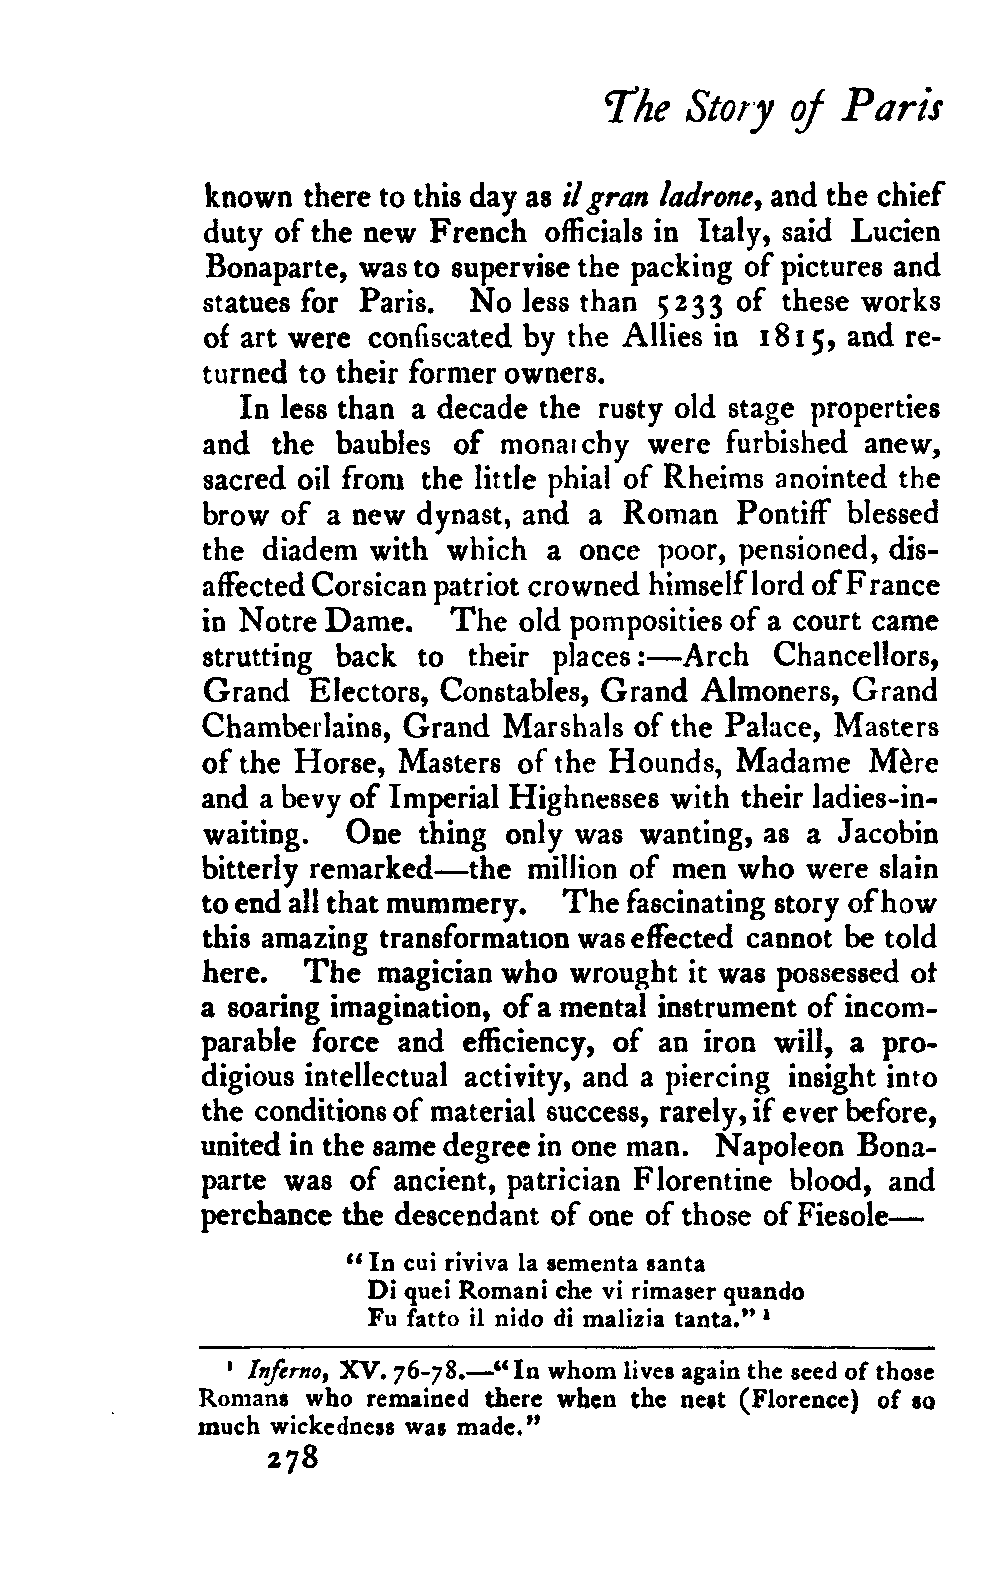 The Story of Paris
known there to this day as il gran ladrone, and the chief
duty of the new French officials in Italy, said Lucien
Bonaparte, was to supervise the packing of pictures and
statues for Paris. No less than 5233 of these works
of art were confiscated by the Allies in 1815, and re-
turned to their former owners.
In less than a decade the rusty old stage properties
and the baubles of monarchy were furbished anew,
sacred oil from the little phial of Rheims anointed the
brow of a new dynast, and a Roman Pontiff blessed
the diadem with which a once poor, pensioned, dis-
affected Corsican patriot crowned himself lord of France
in Notre Dame. The old pomposities of a court came
strutting back to their places:—Arch Chancellors,
Grand Electors, Constables, Grand Almoners, Grand
Chamberlains, Grand Marshals of the Palace, Masters
of the Horse, Masters of the Hounds, Madame Mère
and a bevy of Imperial Highnesses with their ladies-in-
waiting. One thing only was wanting, as a Jacobin
bitterly remarked—the million of men who were slain
to end all that mummery. The fascinating story of how
this amazing transformation was effected cannot be told
here. The magician who wrought it was possessed of
a soaring imagination, of a mental instrument of incom-
parable force and efficiency, of an iron will, a pro-
digious intellectual activity, and a piercing insight into
the conditions of material success, rarely, if ever before,
united in the same degree in one man. Napoleon Bona-
parte was of ancient, patrician Florentine blood, and
perchance the descendant of one of those of Fiesole—
"In cui riviva la sementa santa
Di quei Romani che vi rimaser quando
Fu fatto il nido di malizia tanta." 1
1 Inferno, XV. 76-78.—"In whom lives again the seed of those
Romans who remained there when the nest (Florence) of so
much wickedness was made."
278